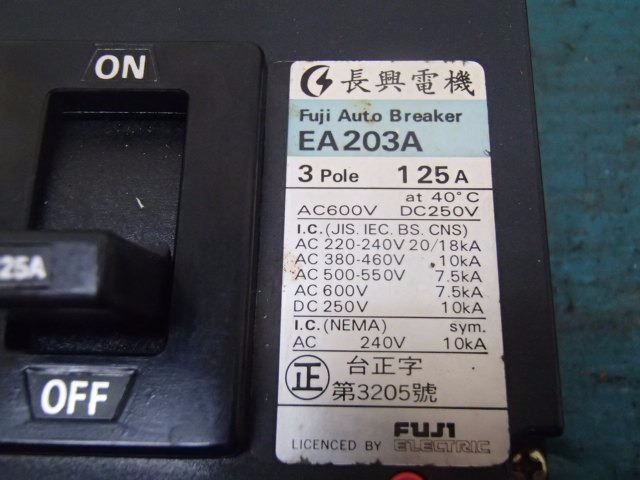 ON
25A
OFF
長興電機
Fuji Auto Breaker
EA203A
3 Pole 125A
at 40°C
AC600V DC250V
I.C.(JIS. IEC. BS. CNS)
AC 220-240V 20/18kA
AC 380-460V 10kA
AC 500-550V 7.5kA
AC 600V 7.5kA
DC 250V 10kA
I.C.(NEMA) sym.
AC 240V 10kA
正 台正字
第3205號
LICENCED BY FUJI ELECTRIC